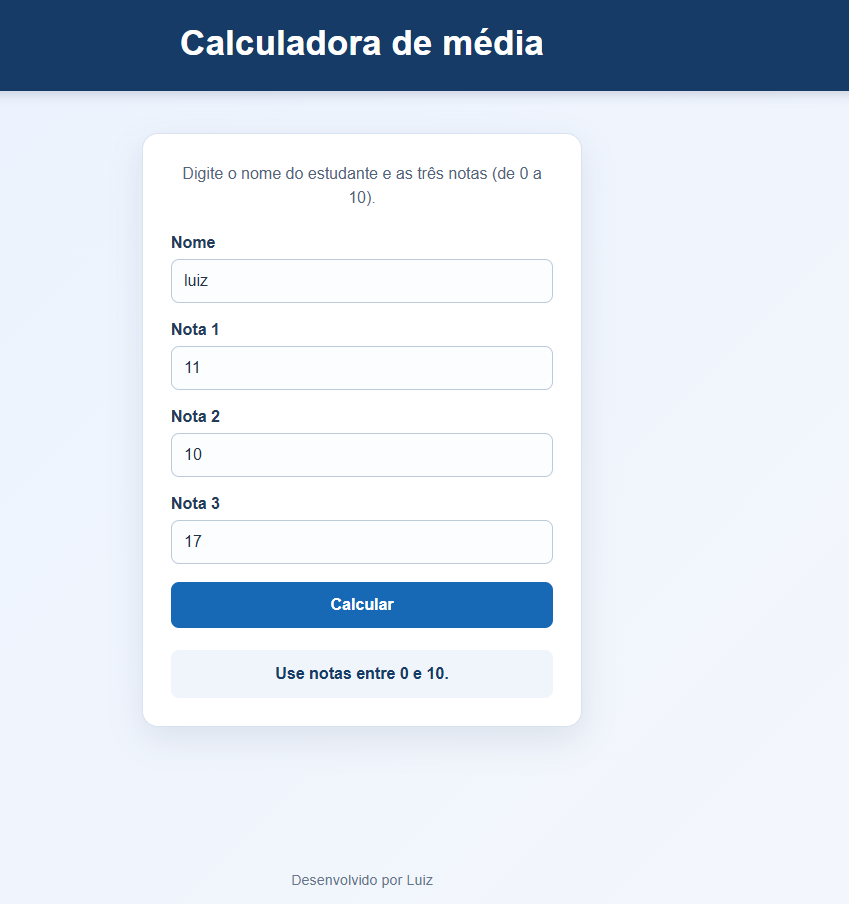 Calculadora de média
Digite o nome do estudante e as três notas (de 0 a
10).
Nome
luiz
Nota 1
11
Nota 2
10
Nota 3
17
Calcular
Use notas entre 0 e 10.
Desenvolvido por Luiz